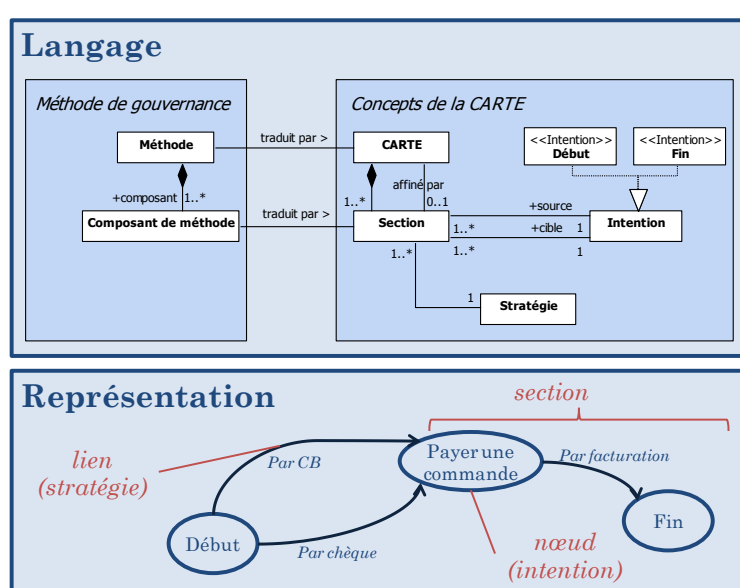 Langage
Méthode de gouvernance
Concepts de la CARTE
Méthode
traduit par >
CARTE
<<Intention>>
Début
<<Intention>>
Fin
+composant
1..*
affiné par
1..*
0..1
+source
Composant de méthode
traduit par >
Section
1..*
+cible
1
Intention
1..*
1..*
1
1
Stratégie
Représentation
section
lien
(stratégie)
Par CB
Payer une
commande
Par facturation
Début
Par chèque
nœud
(intention)
Fin